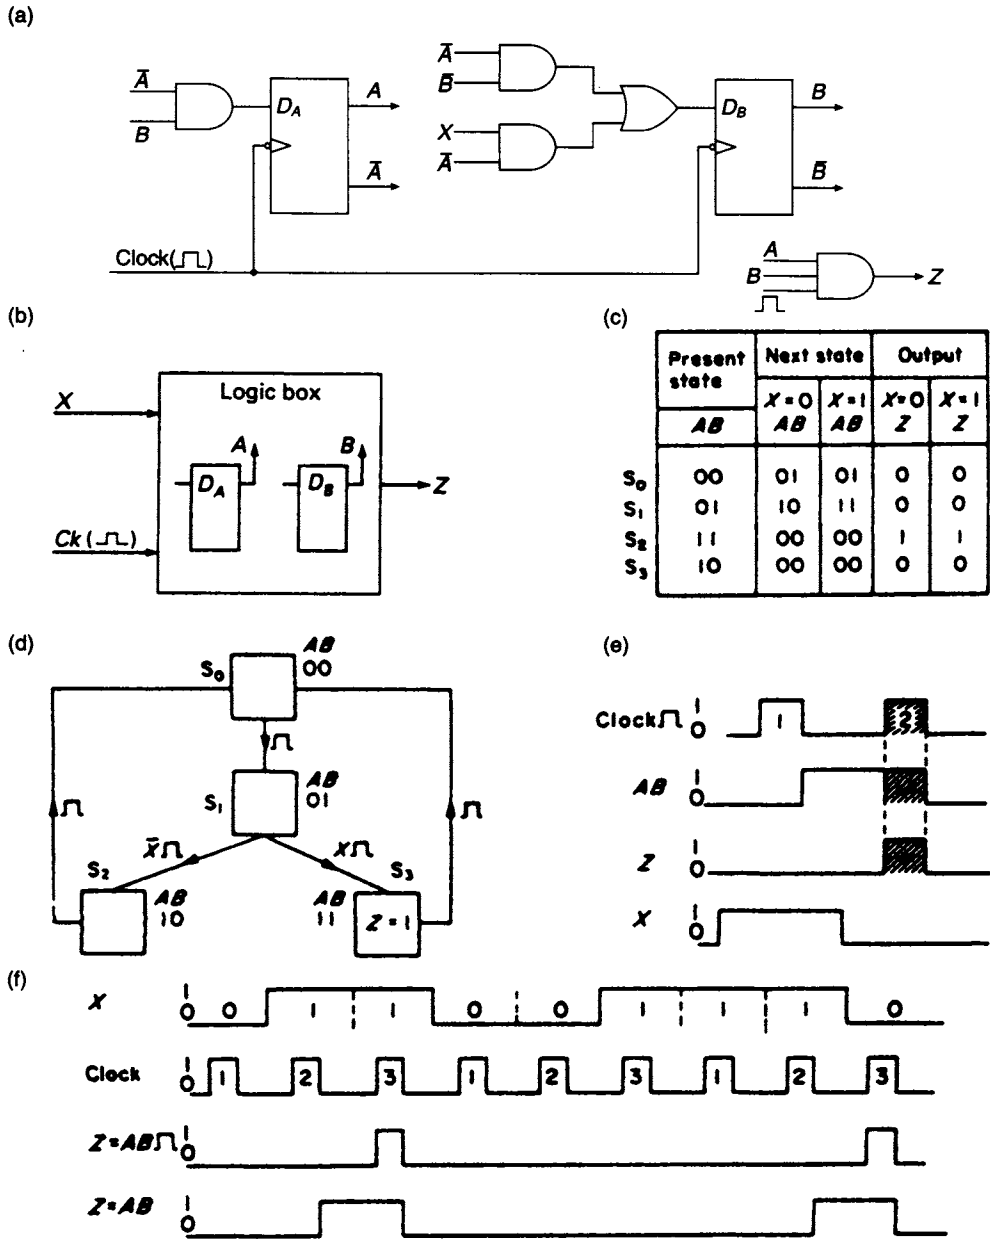 (a)
Ā
B
D_A
A
Ā
Ā
B̄
X
Ā
D_B
B
B̄
Clock(⎍)
A
B
Z
(b)
X
Logic box
A
D_A
B
D_B
Z
Ck (⎍)
(c)
Present state Next state Output
AB X=0 AB X=1 AB X=0 Z X=1 Z
S₀ 00 01 01 0 0
S₁ 01 10 11 0 0
S₂ 11 00 00 1 1
S₃ 10 00 00 0 0
(d)
S₀ AB 00
S₁ AB 01
X̄⎍ X⎍
S₂ AB 10
S₃ AB 11 Z=1
(e)
Clock⎍ 1 0 1 2
AB 1 0
Z 1 0
X 1 0
(f)
X 1 0 0 1 1 0 0 1 1 1 0
Clock 1 0 1 2 3 1 2 3 1 2 3
Z=AB⎍ 1 0
Z=AB 1 0